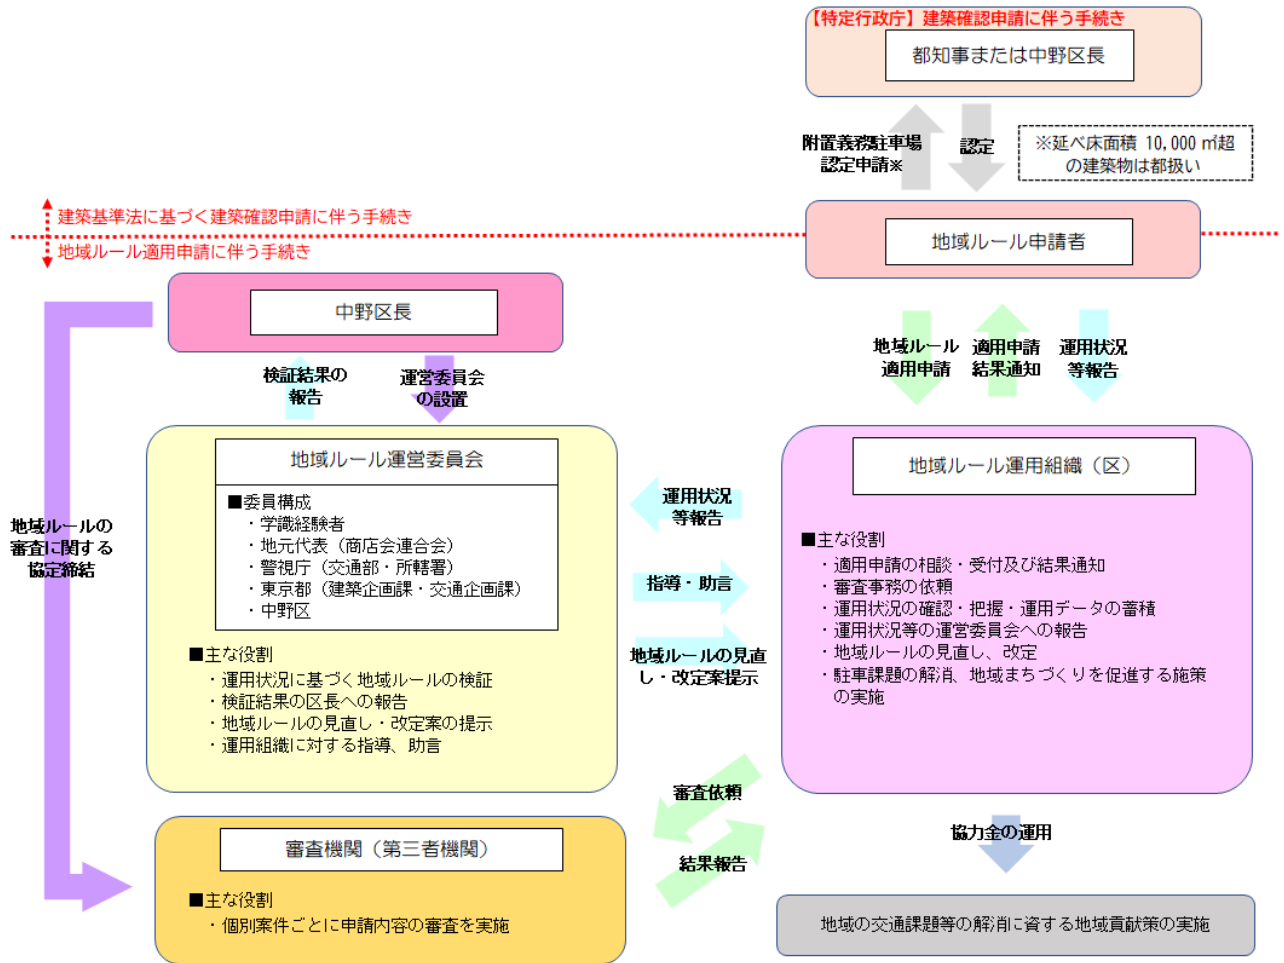 【特定行政庁】建築確認申請に伴う手続き
都知事または中野区長
附置義務駐車場
認定申請※
認定
※延べ床面積 10,000 ㎡超
の建築物は都扱い
建築基準法に基づく建築確認申請に伴う手続き
地域ルール適用申請に伴う手続き
地域ルール申請者
中野区長
検証結果の
報告
運営委員会
の設置
地域ルール
適用申請
適用申請
結果通知
運用状況
等報告
地域ルールの
審査に関する
協定締結
地域ルール運営委員会
■委員構成
・学識経験者
・地元代表（商店会連合会）
・警視庁（交通部・所轄署）
・東京都（建築企画課・交通企画課）
・中野区
■主な役割
・運用状況に基づく地域ルールの検証
・検証結果の区長への報告
・地域ルールの見直し・改定案の提示
・運用組織に対する指導、助言
運用状況
等報告
指導・助言
地域ルールの見直
し・改定案提示
地域ルール運用組織（区）
■主な役割
・適用申請の相談・受付及び結果通知
・審査事務の依頼
・運用状況の確認・把握・運用データの蓄積
・運用状況等の運営委員会への報告
・地域ルールの見直し、改定
・駐車課題の解消、地域まちづくりを促進する施策
の実施
審査依頼
結果報告
審査機関（第三者機関）
■主な役割
・個別案件ごとに申請内容の審査を実施
協力金の運用
地域の交通課題等の解消に資する地域貢献策の実施